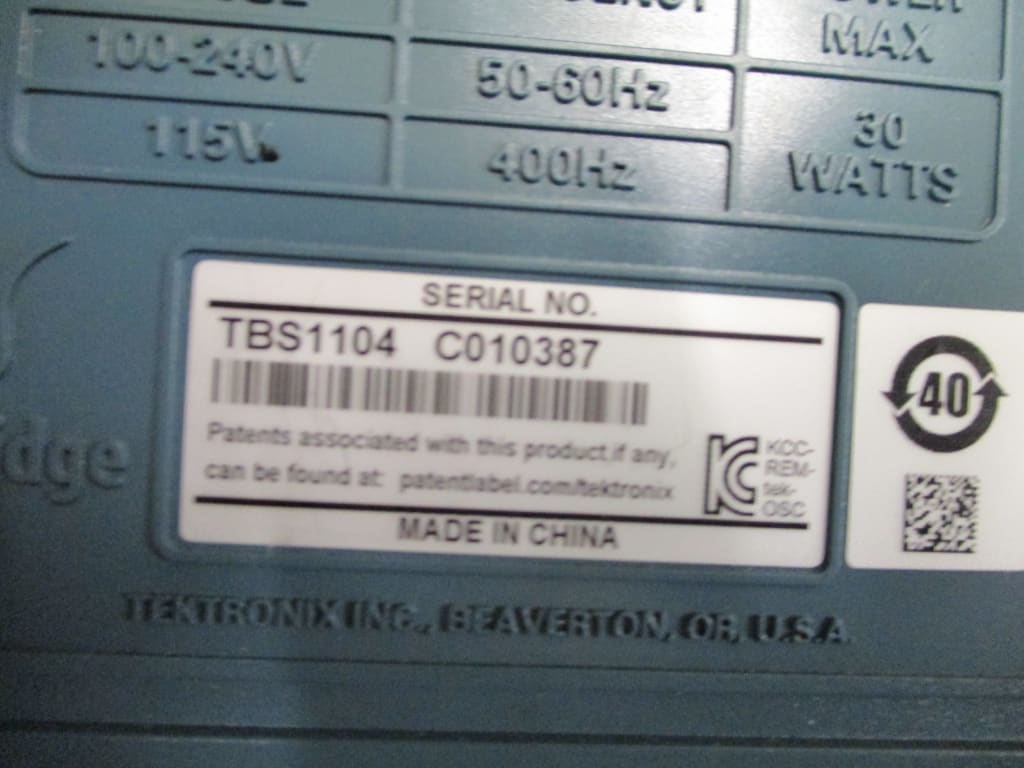 100-240V 50-60Hz MAX
115V 400Hz 30 WATTS
SERIAL NO.
TBS1104 C010387
Patents associated with this product,if any,
can be found at: patentlabel.com/tektronix
KCC-
REM-
tek-
OSC
MADE IN CHINA
40
dge
TEKTRONIX INC., BEAVERTON, OR, U.S.A.